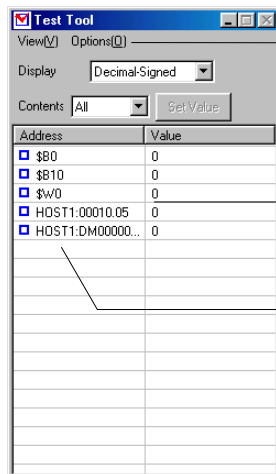 Test Tool
View(V) Options(O)
Display Decimal-Signed
Contents All Set Value
Address Value
$B0 0
$B10 0
$W0 0
HOST1:00010.05 0
HOST1:DM00000... 0